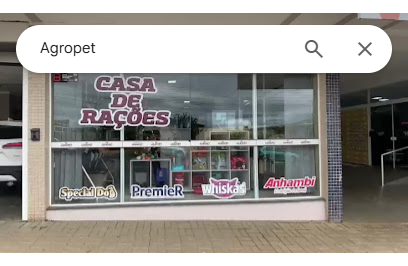 Agropet
CASA
DE
RAÇÕES
Special Dog
PremieR
Whiskas
Anhambi